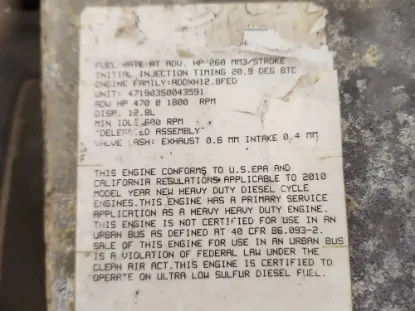 FUEL RATE AT ADV. HP 260 MM3/STROKE
INITIAL INJECTION TIMING 20.9 DEG BTC
ENGINE FAMILY:ADDXH12.8FED
UNIT: 471903S0043591
ADV HP 470 @ 1800 RPM
DISP. 12.8L
MIN IDLE 600 RPM
"DELEERIED ASSEMBLY"
VALVE LASH: EXHAUST 0.6 MM INTAKE 0.4 MM
THIS ENGINE CONFORMS TO U.S.EPA AND
CALIFORNIA REGULATIONS APPLICABLE TO 2010
MODEL YEAR NEW HEAVY DUTY DIESEL CYCLE
ENGINES.THIS ENGINE HAS A PRIMARY SERVICE
APPLICATION AS A HEAVY HEAVY DUTY ENGINE.
THIS ENGINE IS NOT CERTIFIED FOR USE IN AN
URBAN BUS AS DEFINED AT 40 CFR 86.093-2.
SALE OF THIS ENGINE FOR USE IN AN URBAN BUS
IS A VIOLATION OF FEDERAL LAW UNDER THE
CLEAN AIR ACT.THIS ENGINE IS CERTIFIED TO
OPERATE ON ULTRA LOW SULFUR DIESEL FUEL.